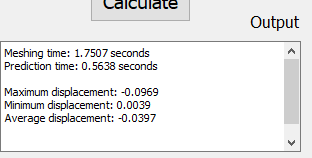 Calculate
Output
Meshing time: 1.7507 seconds
Prediction time: 0.5638 seconds
Maximum displacement: -0.0969
Minimum displacement: 0.0039
Average displacement: -0.0397